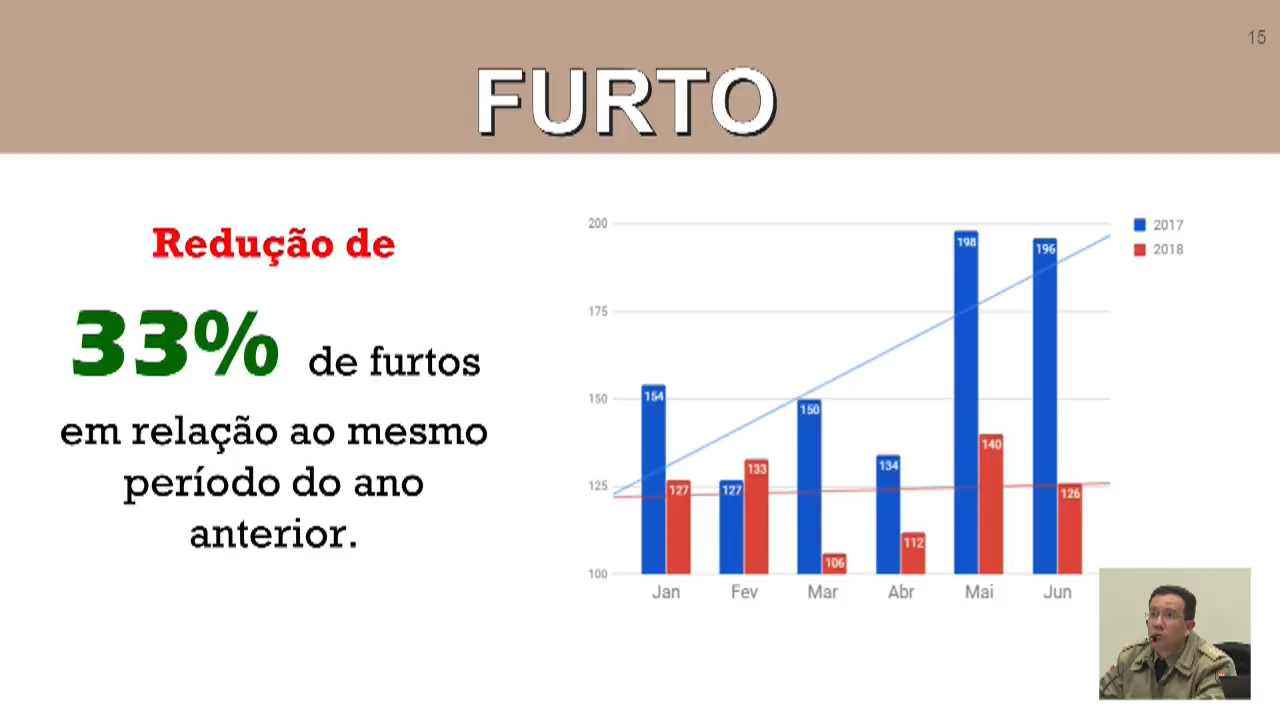 15
FURTO
Redução de
33% de furtos
em relação ao mesmo
período do ano
anterior.
200
175
150
125
100
2017
2018
154
127
127
133
150
106
134
112
198
140
196
126
Jan Fev Mar Abr Mai Jun